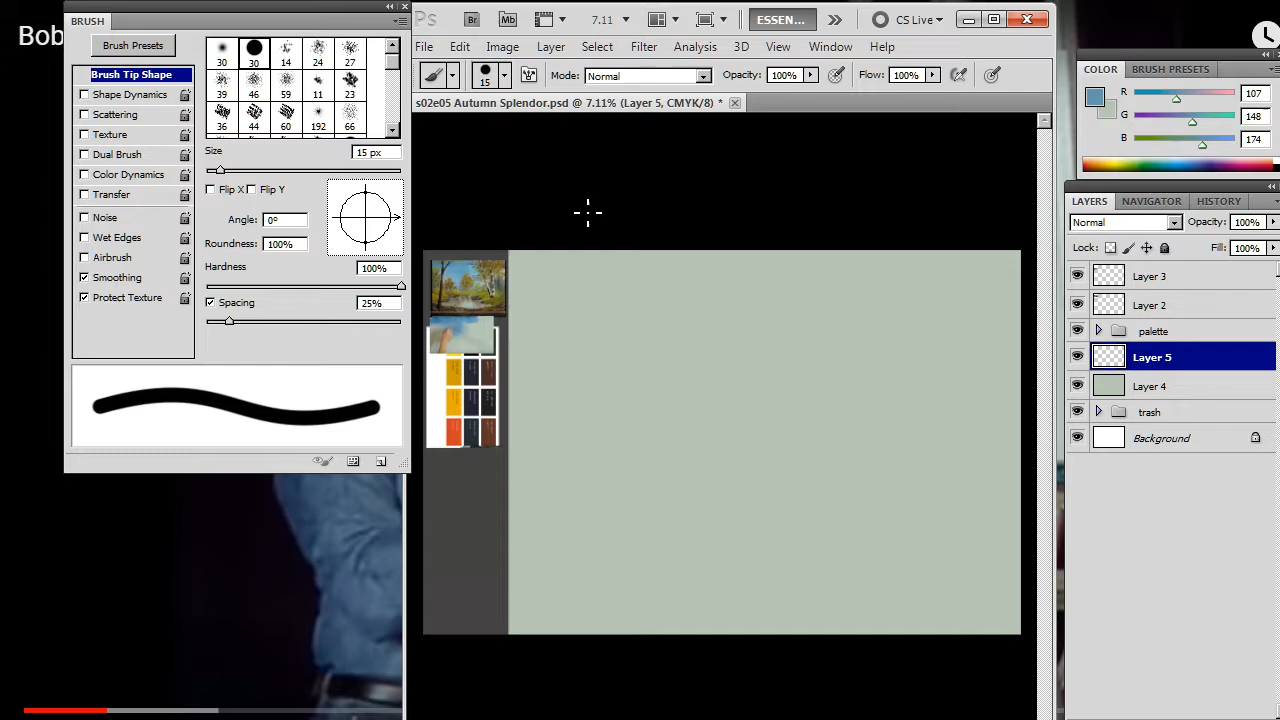 Bob
BRUSH
Brush Presets
Brush Tip Shape
Shape Dynamics
Scattering
Texture
Dual Brush
Color Dynamics
Transfer
Noise
Wet Edges
Airbrush
Smoothing
Protect Texture
30 30 14 24 27
39 46 59 11 23
36 44 60 192 66
Size 15 px
Flip X Flip Y
Angle: 0º
Roundness: 100%
Hardness 100%
Spacing 25%
Ps Br Mb 7.11 ESSEN... CS Live
File Edit Image Layer Select Filter Analysis 3D View Window Help
15 Mode: Normal Opacity: 100% Flow: 100%
s02e05 Autumn Splendor.psd @ 7.11% (Layer 5, CMYK/8) *
COLOR BRUSH PRESETS
R 107
G 148
B 174
LAYERS NAVIGATOR HISTORY
Normal Opacity: 100%
Lock: Fill: 100%
Layer 3
Layer 2
palette
Layer 5
Layer 4
trash
Background